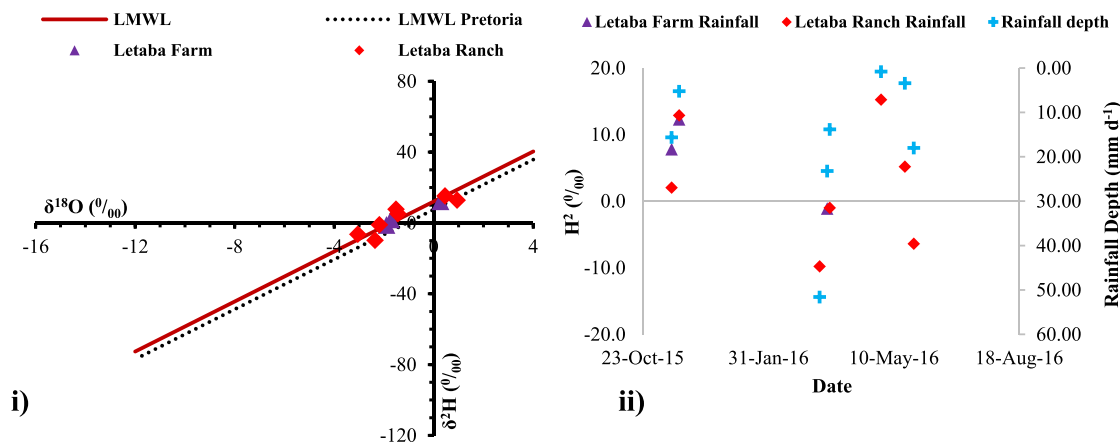 LMWL
LMWL Pretoria
Letaba Farm
Letaba Ranch
80
40
0
-40
-80
-120
-16
-12
-8
-4
0
4
δ18O (0/00)
δ2H (0/00)
i)
Letaba Farm Rainfall
Letaba Ranch Rainfall
Rainfall depth
20.0
10.0
0.0
-10.0
-20.0
H2 (0/00)
0.00
10.00
20.00
30.00
40.00
50.00
60.00
Rainfall Depth (mm d-1)
23-Oct-15
31-Jan-16
10-May-16
18-Aug-16
Date
ii)